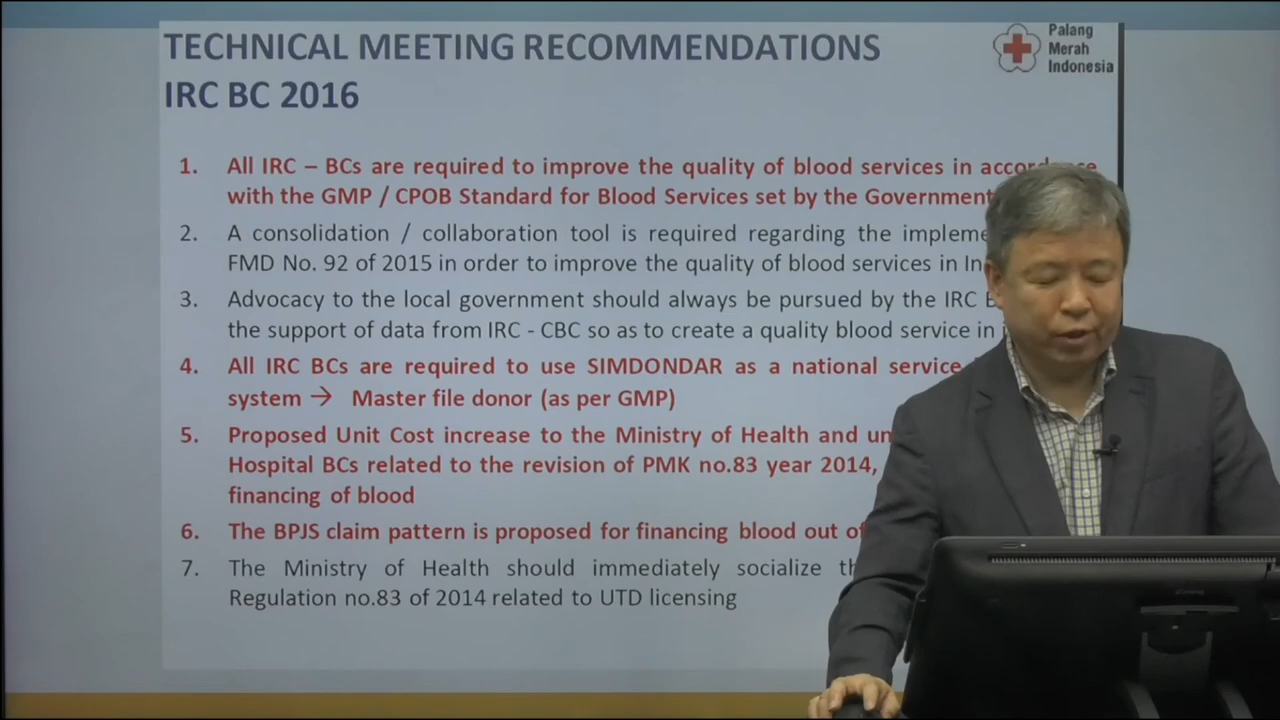 TECHNICAL MEETING RECOMMENDATIONS
IRC BC 2016
Palang
Merah
Indonesia
1. All IRC – BCs are required to improve the quality of blood services in accordance
with the GMP / CPOB Standard for Blood Services set by the Government
2. A consolidation / collaboration tool is required regarding the
FMD No. 92 of 2015 in order to improve the quality of blood services in
3. Advocacy to the local government should always be pursued by the IRC
the support of data from IRC - CBC so as to create a quality blood service in
4. All IRC BCs are required to use SIMDONDAR as a national service
system → Master file donor (as per GMP)
5. Proposed Unit Cost increase to the Ministry of Health and
Hospital BCs related to the revision of PMK no.83 year 2014,
financing of blood
6. The BPJS claim pattern is proposed for financing blood out
7. The Ministry of Health should immediately socialize
Regulation no.83 of 2014 related to UTD licensing